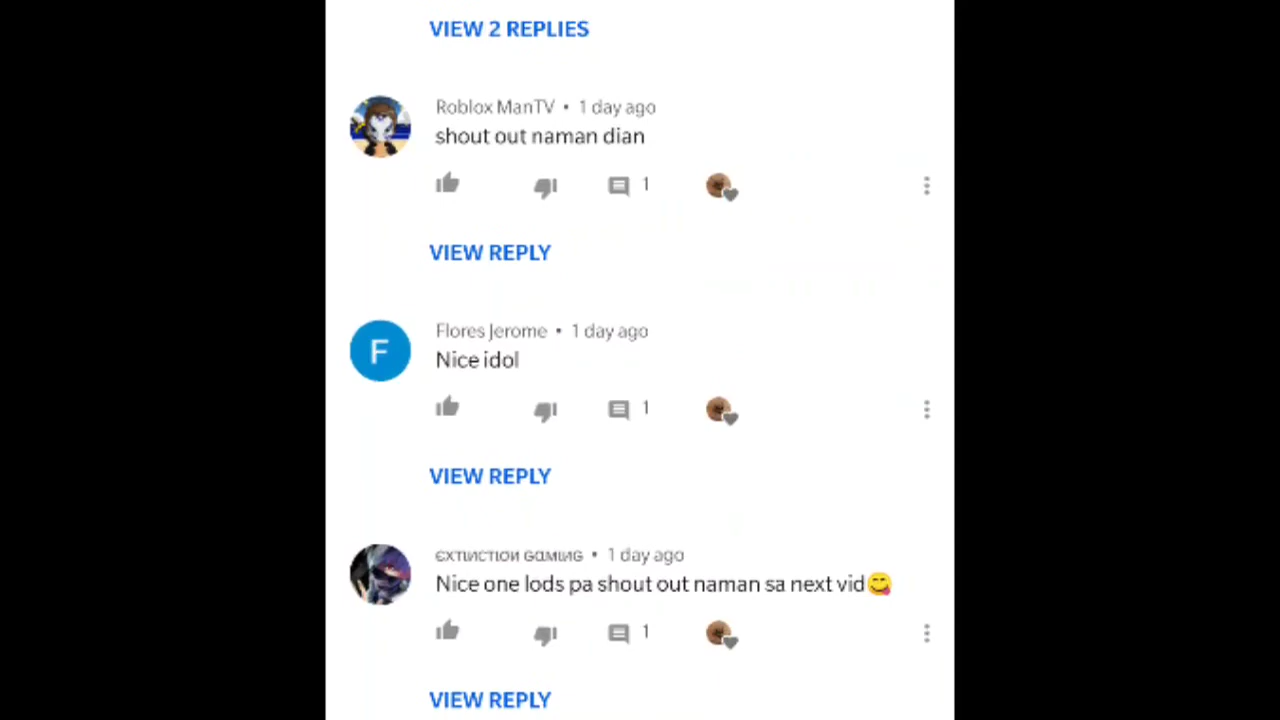 VIEW 2 REPLIES
Roblox ManTV • 1 day ago
shout out naman dian
1
VIEW REPLY
F
Flores Jerome • 1 day ago
Nice idol
1
VIEW REPLY
єxтιиcтιoи ɢαмιиɢ • 1 day ago
Nice one lods pa shout out naman sa next vid😋
1
VIEW REPLY